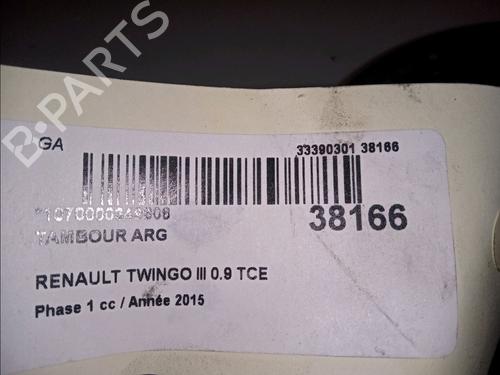 B-PARTS
GA
33390301 38166
38166
TAMBOUR ARG
RENAULT TWINGO III 0.9 TCE
Phase 1 cc / Année 2015